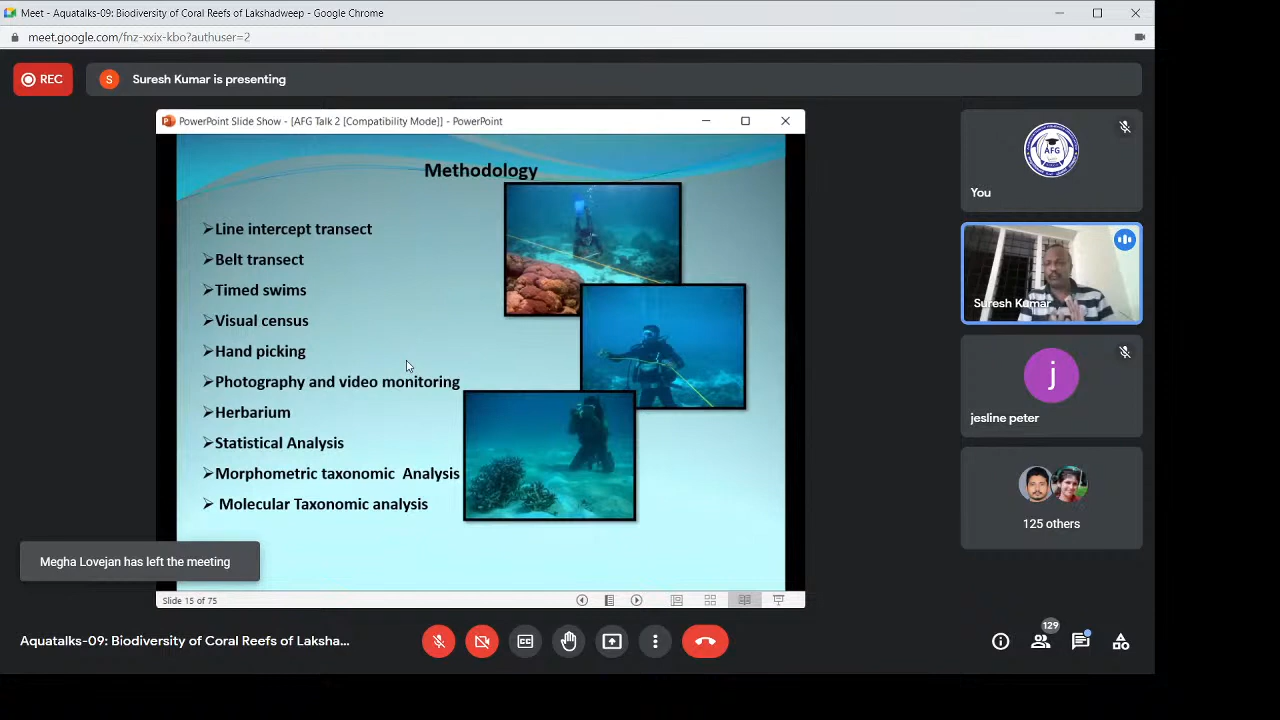 Meet - Aquatalks-09: Biodiversity of Coral Reefs of Lakshadweep - Google Chrome
meet.google.com/fnz-xxix-kbo?authuser=2
REC
S
Suresh Kumar is presenting
PowerPoint Slide Show - [AFG Talk 2 [Compatibility Mode]] - PowerPoint
Methodology
➢Line intercept transect
➢Belt transect
➢Timed swims
➢Visual census
➢Hand picking
➢Photography and video monitoring
➢Herbarium
➢Statistical Analysis
➢Morphometric taxonomic Analysis
➢ Molecular Taxonomic analysis
Slide 15 of 75
AFG
You
Suresh Kumar
j
jesline peter
125 others
Megha Lovejan has left the meeting
Aquatalks-09: Biodiversity of Coral Reefs of Laksha...
CC
129